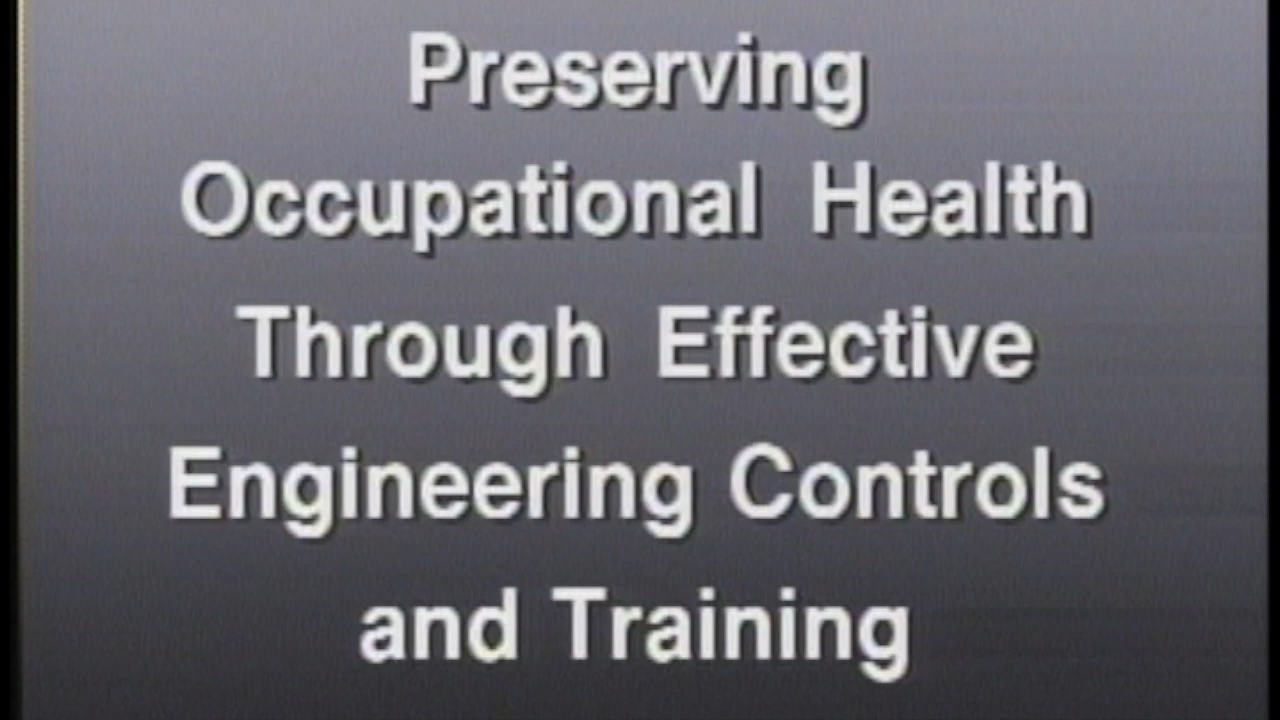 Preserving
Occupational Health
Through Effective
Engineering Controls
and Training